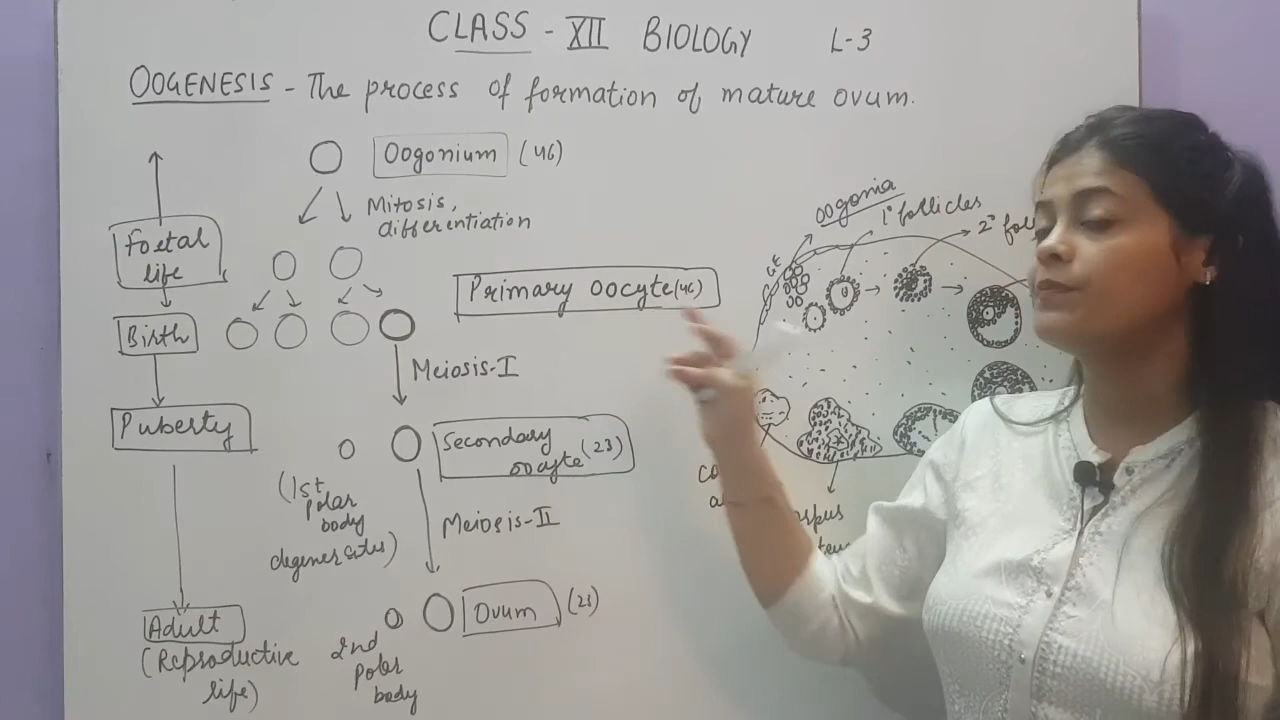 CLASS - XII BIOLOGY L-3
OOGENESIS - The process of formation of mature ovum.
Oogonium (46)
Mitosis,
differentiation
Foetal
life
Primary oocyte (46)
Birth
Meiosis-I
Puberty
Secondary
oocyte (23)
(1st
polar
body
degenerates)
Meiosis-II
Adult
(Reproductive
life)
Ovum (23)
2nd
polar
body
oogonia
1° follicles
2°
GE